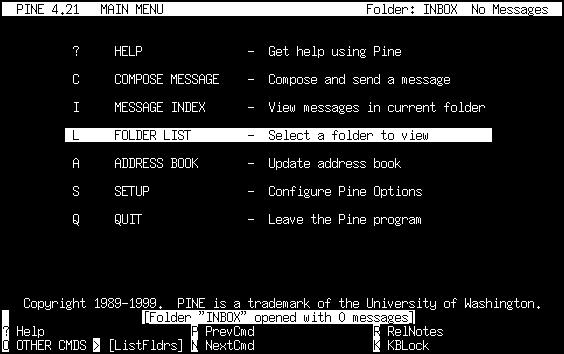 PINE 4.21   MAIN MENU   Folder: INBOX  No Messages
?   HELP   -  Get help using Pine
C   COMPOSE MESSAGE   -  Compose and send a message
I   MESSAGE INDEX   -  View messages in current folder
L   FOLDER LIST   -  Select a folder to view
A   ADDRESS BOOK   -  Update address book
S   SETUP   -  Configure Pine Options
Q   QUIT   -  Leave the Pine program
Copyright 1989-1999.  PINE is a trademark of the University of Washington.
[Folder "INBOX" opened with 0 messages]
? Help   P PrevCmd   R RelNotes
O OTHER CMDS > [ListFldrs]  N NextCmd   K KBLock